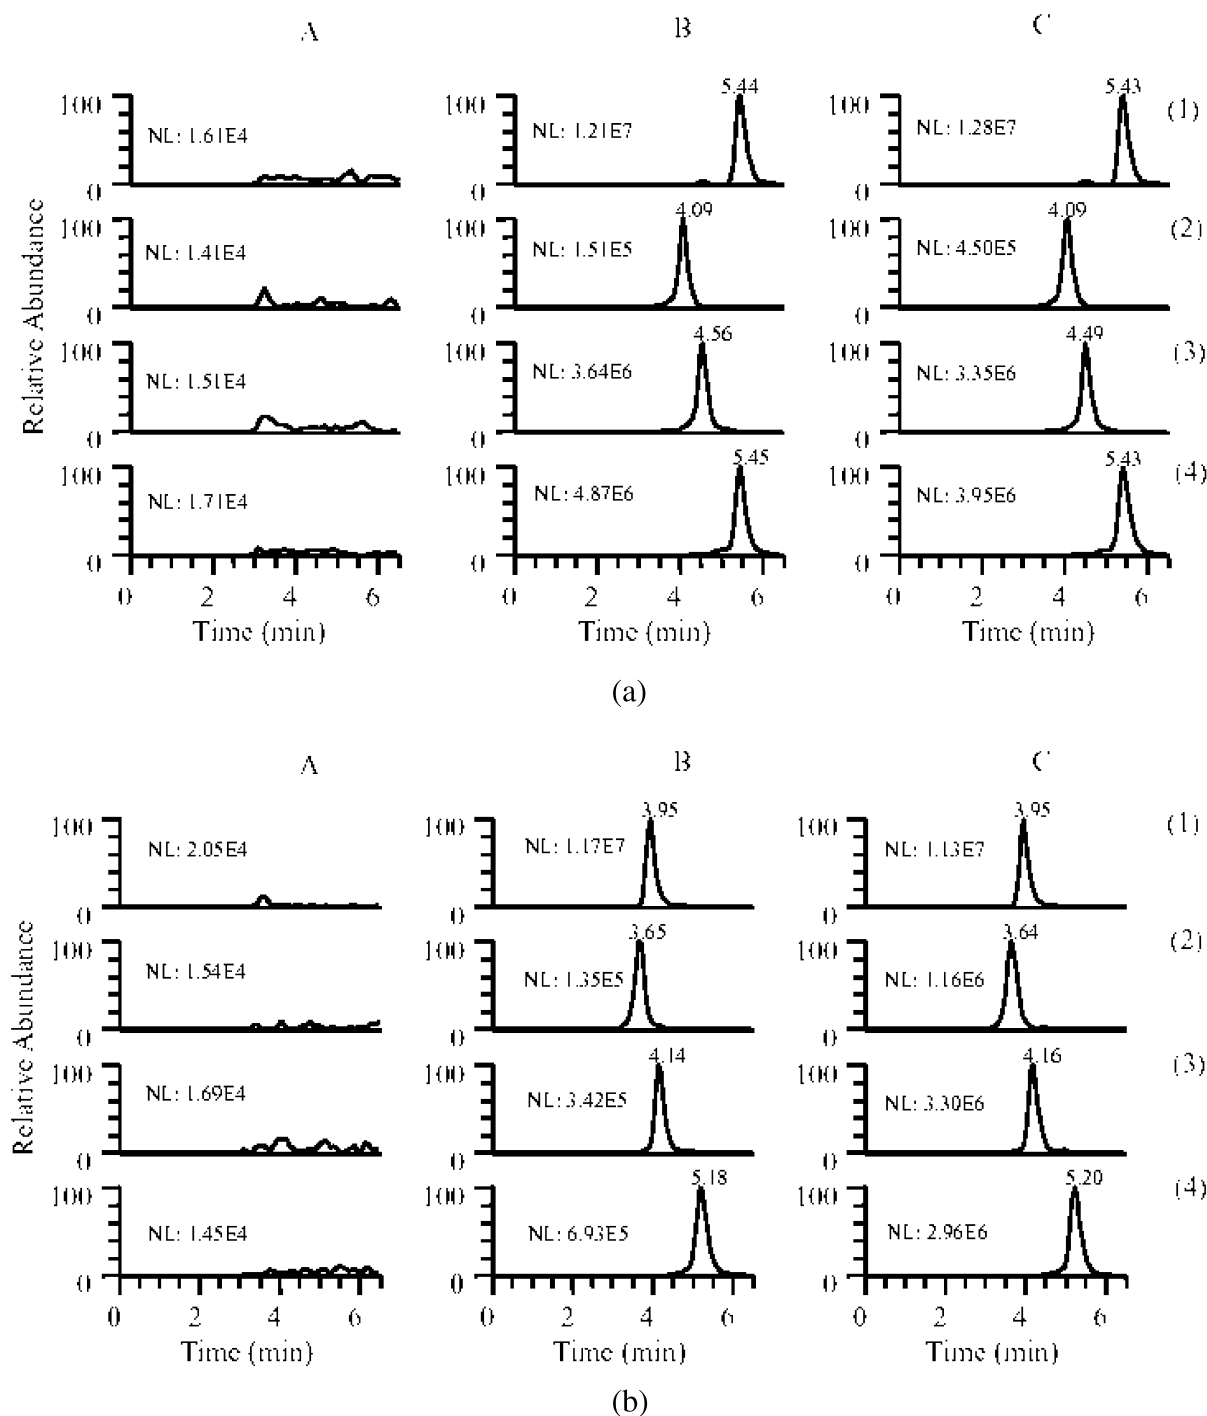 A B C
5.44 5.43
100 100 100 (1)
NL: 1.61E4 NL: 1.21E7 NL: 1.28E7
0 0 0
4.09 4.09
100 100 100 (2)
NL: 1.41E4 NL: 1.51E5 NL: 4.50E5
0 0 0
4.56 4.49
100 100 100 (3)
NL: 1.51E4 NL: 3.64E6 NL: 3.35E6
0 0 0
5.45 5.43
100 100 100 (4)
NL: 1.71E4 NL: 4.87E6 NL: 3.95E6
0 0 0
0 2 4 6 0 2 4 6 0 2 4 6
Time (min) Time (min) Time (min)
Relative Abundance
(a)
A B C
3.95 3.95
100 100 100 (1)
NL: 2.05E4 NL: 1.17E7 NL: 1.13E7
0 0 0
3.65 3.64
100 100 100 (2)
NL: 1.54E4 NL: 1.35E5 NL: 1.16E6
0 0 0
4.14 4.16
100 100 100 (3)
NL: 1.69E4 NL: 3.42E5 NL: 3.30E6
0 0 0
5.18 5.20
100 100 100 (4)
NL: 1.45E4 NL: 6.93E5 NL: 2.96E6
0 0 0
0 2 4 6 0 2 4 6 0 2 4 6
Time (min) Time (min) Time (min)
Relative Abundance
(b)